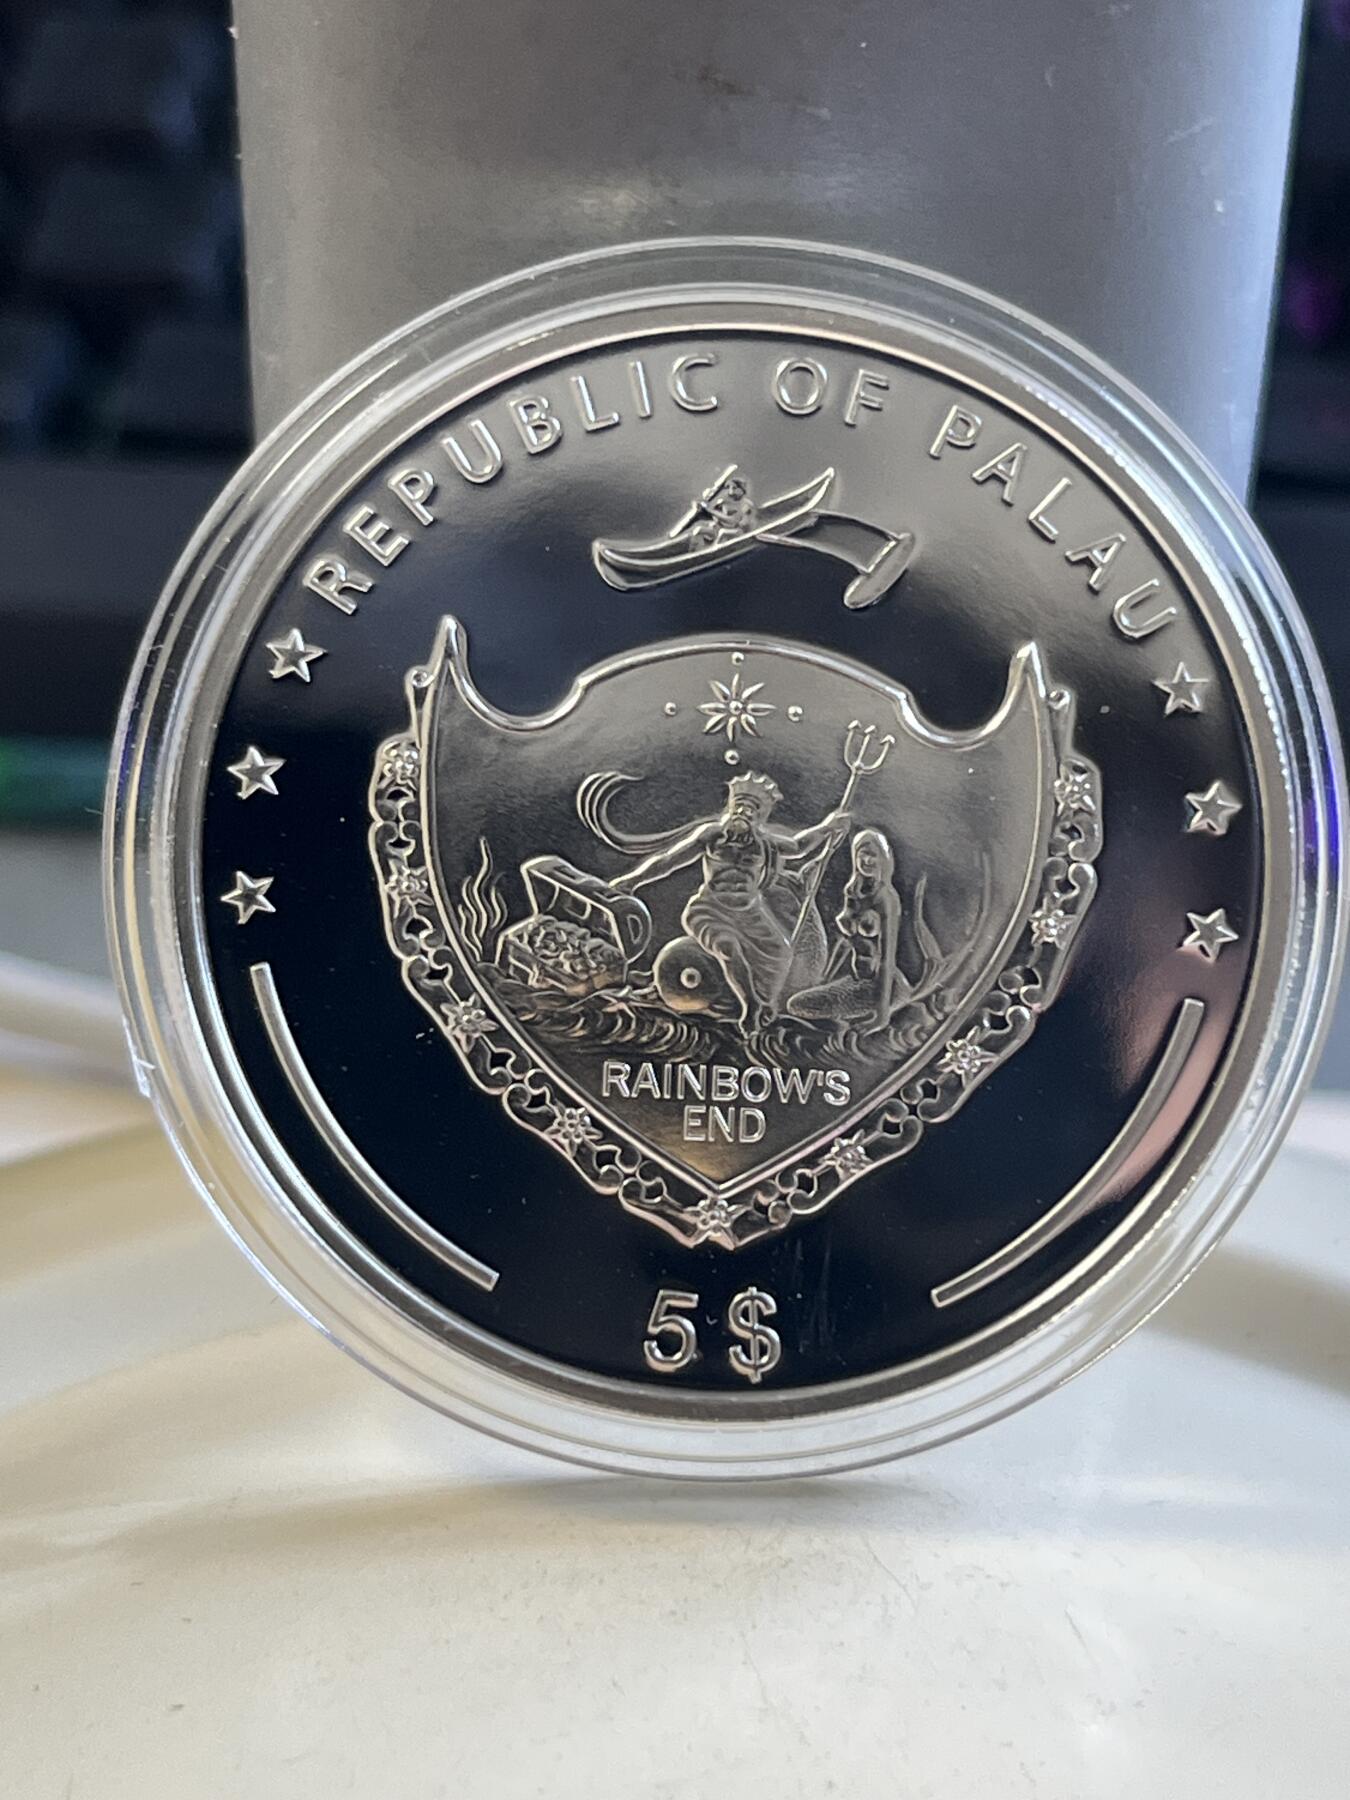 REPUBLIC OF PALAU
RAINBOW'S
END
5 $